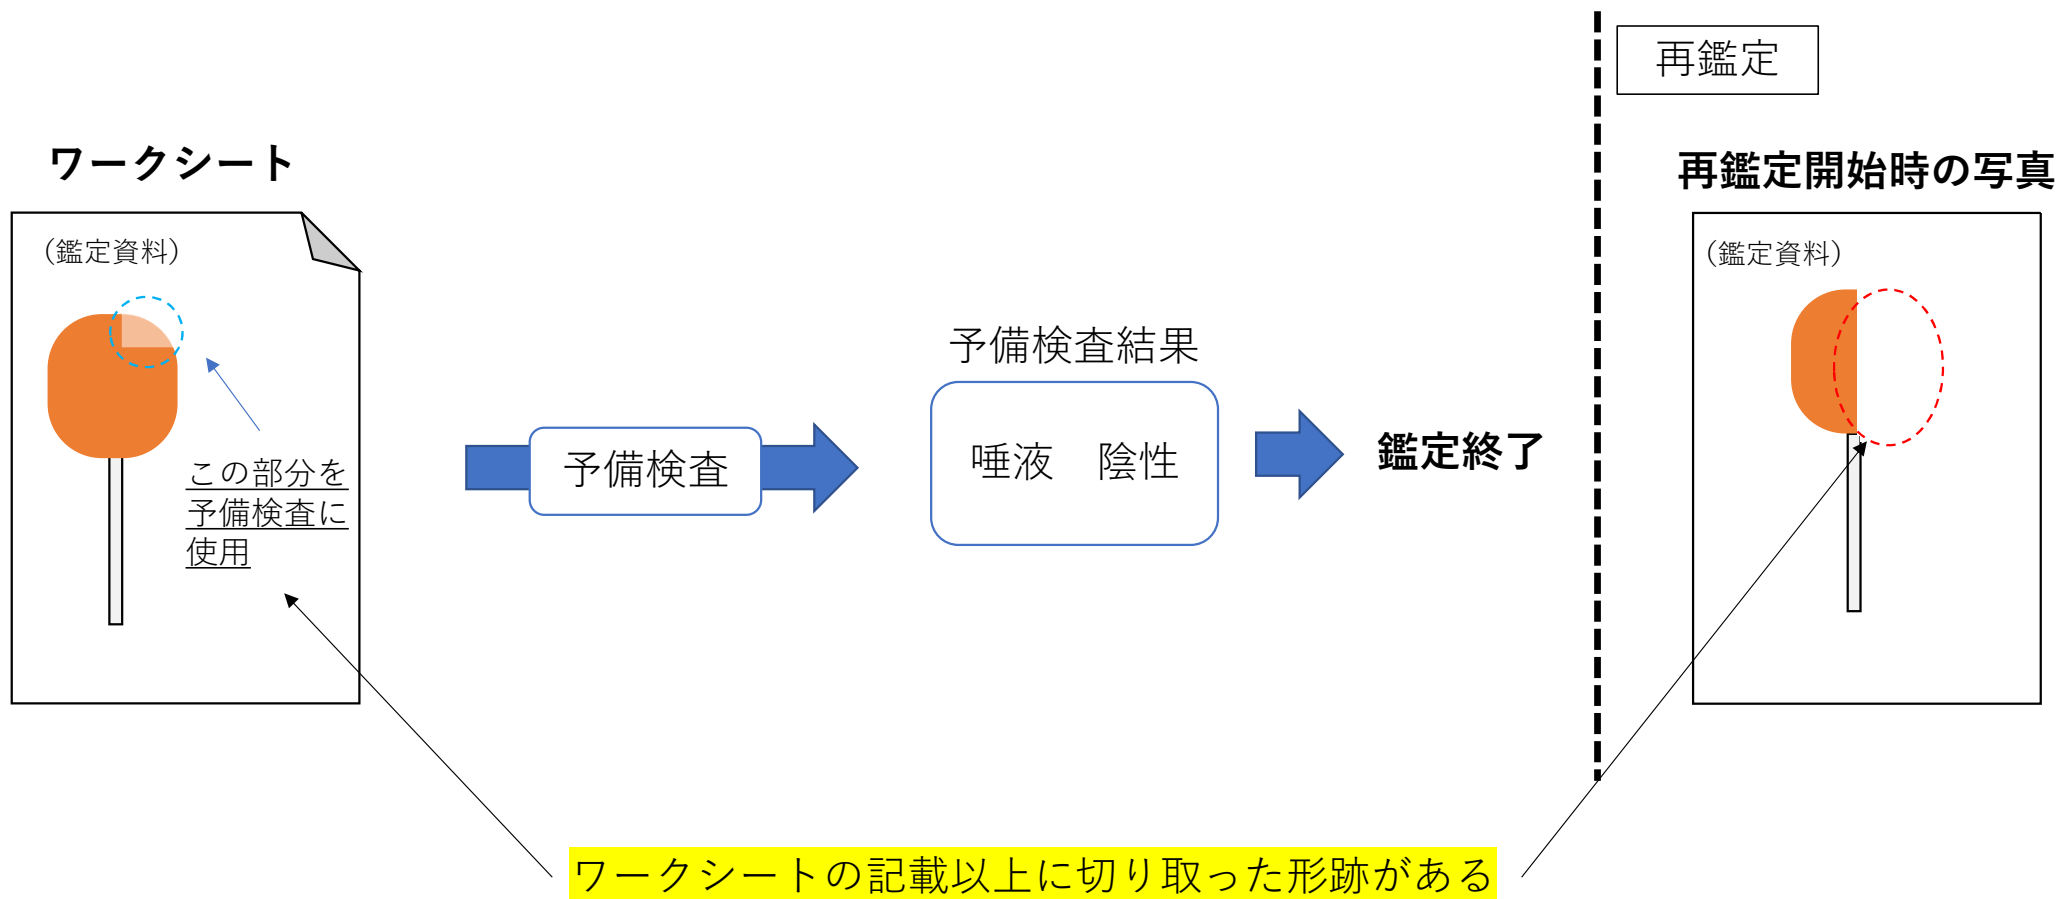 再鑑定
ワークシート
再鑑定開始時の写真
（鑑定資料）
（鑑定資料）
この部分を
予備検査に
使用
予備検査
予備検査結果
唾液　陰性
鑑定終了
ワークシートの記載以上に切り取った形跡がある